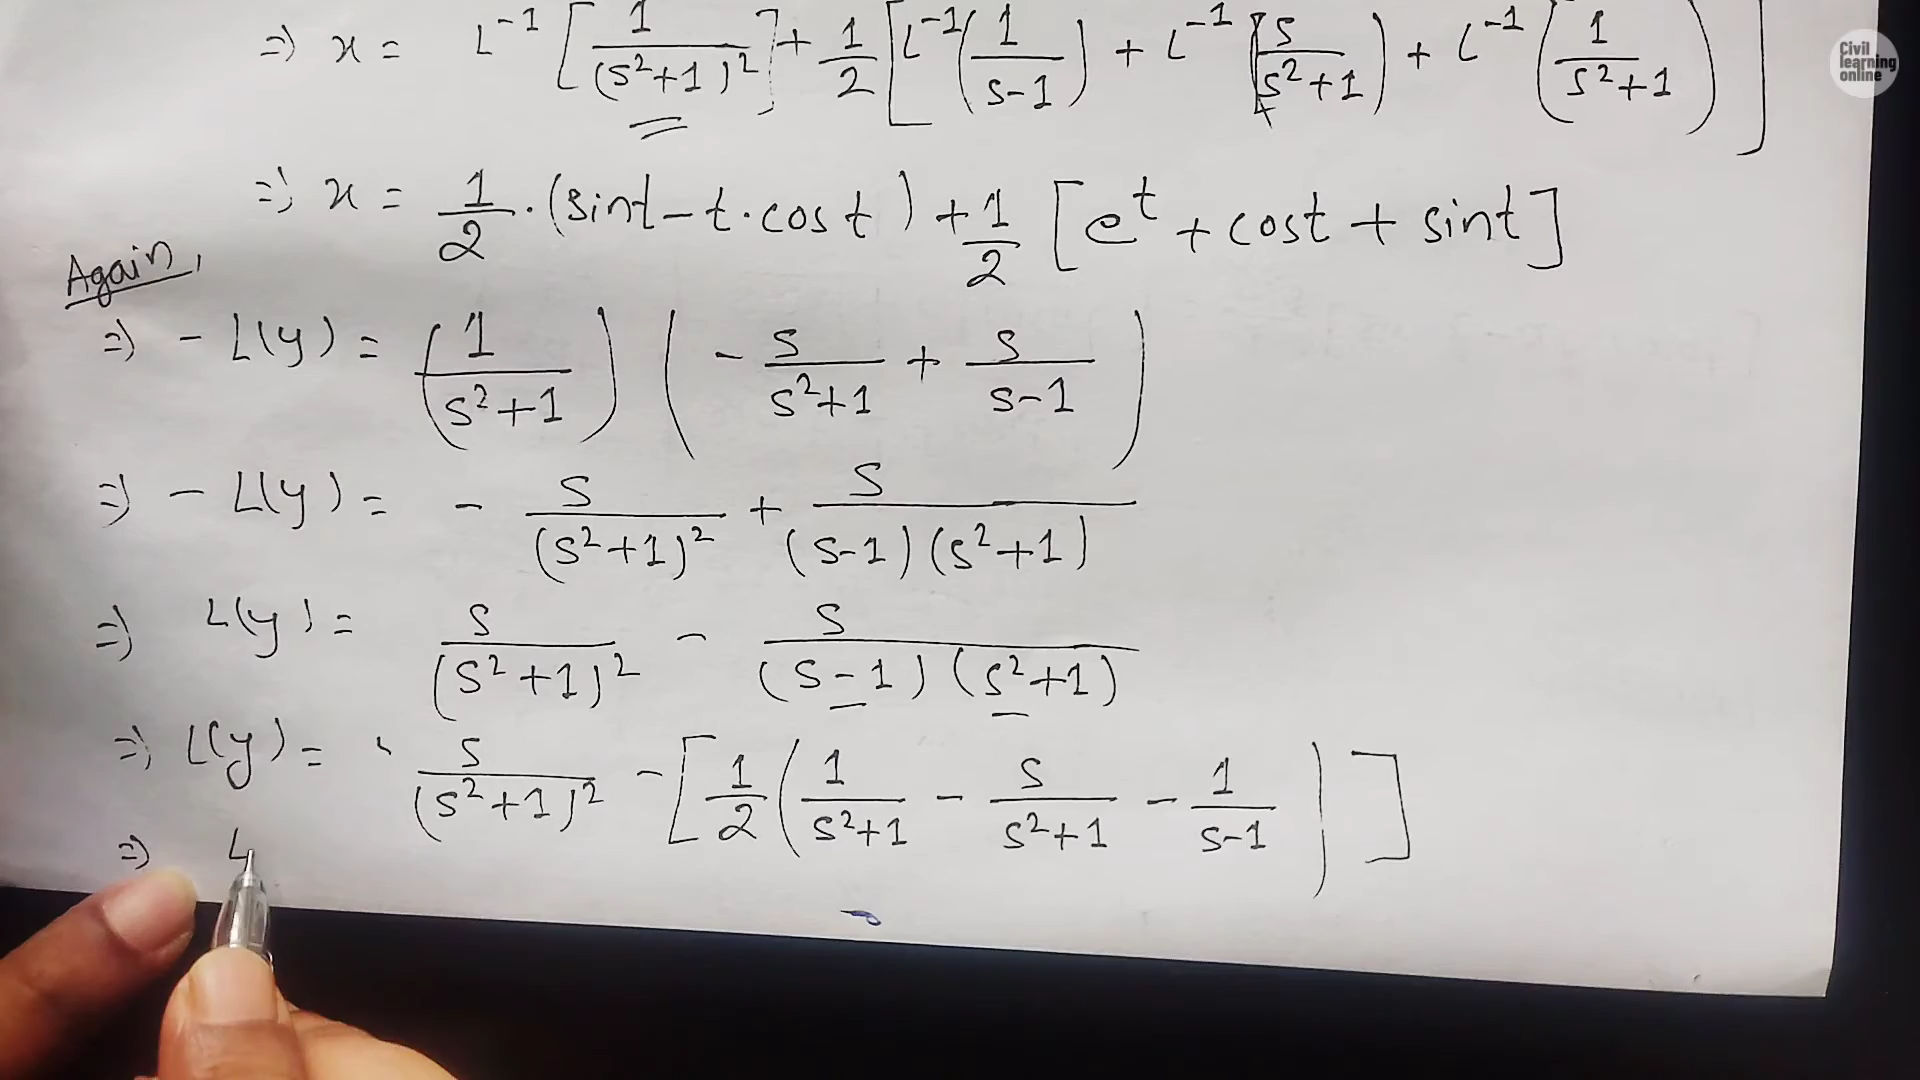 => x = L⁻¹[1/(s²+1)²] + 1/2[L⁻¹(1/(s-1)) + L⁻¹(s/(s²+1)) + L⁻¹(1/(s²+1))]
=> x = 1/2·(sint - t·cost) + 1/2[e^t + cost + sint]
Again,
=> -L(y) = (1/(s²+1))(-s/(s²+1) + s/(s-1))
=> -L(y) = -s/(s²+1)² + s/((s-1)(s²+1))
=> L(y) = s/(s²+1)² - s/((s-1)(s²+1))
=> L(y) = s/(s²+1)² - [1/2(1/(s²+1) - s/(s²+1) - 1/(s-1))]
=> L
Civil
learning
online